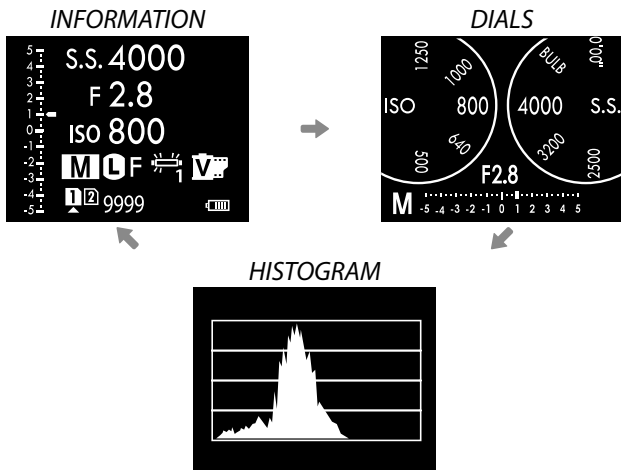 INFORMATION
5
4
3
2
1
0
-1
-2
-3
-4
-5
S.S. 4000
F 2.8
ISO 800
M L F 1 V
1 2 9999
DIALS
1250 1000 BULB 60'00"
ISO 800 4000 S.S.
500 640 3200 2500
F2.8
M -5 -4 -3 -2 -1 0 1 2 3 4 5
HISTOGRAM